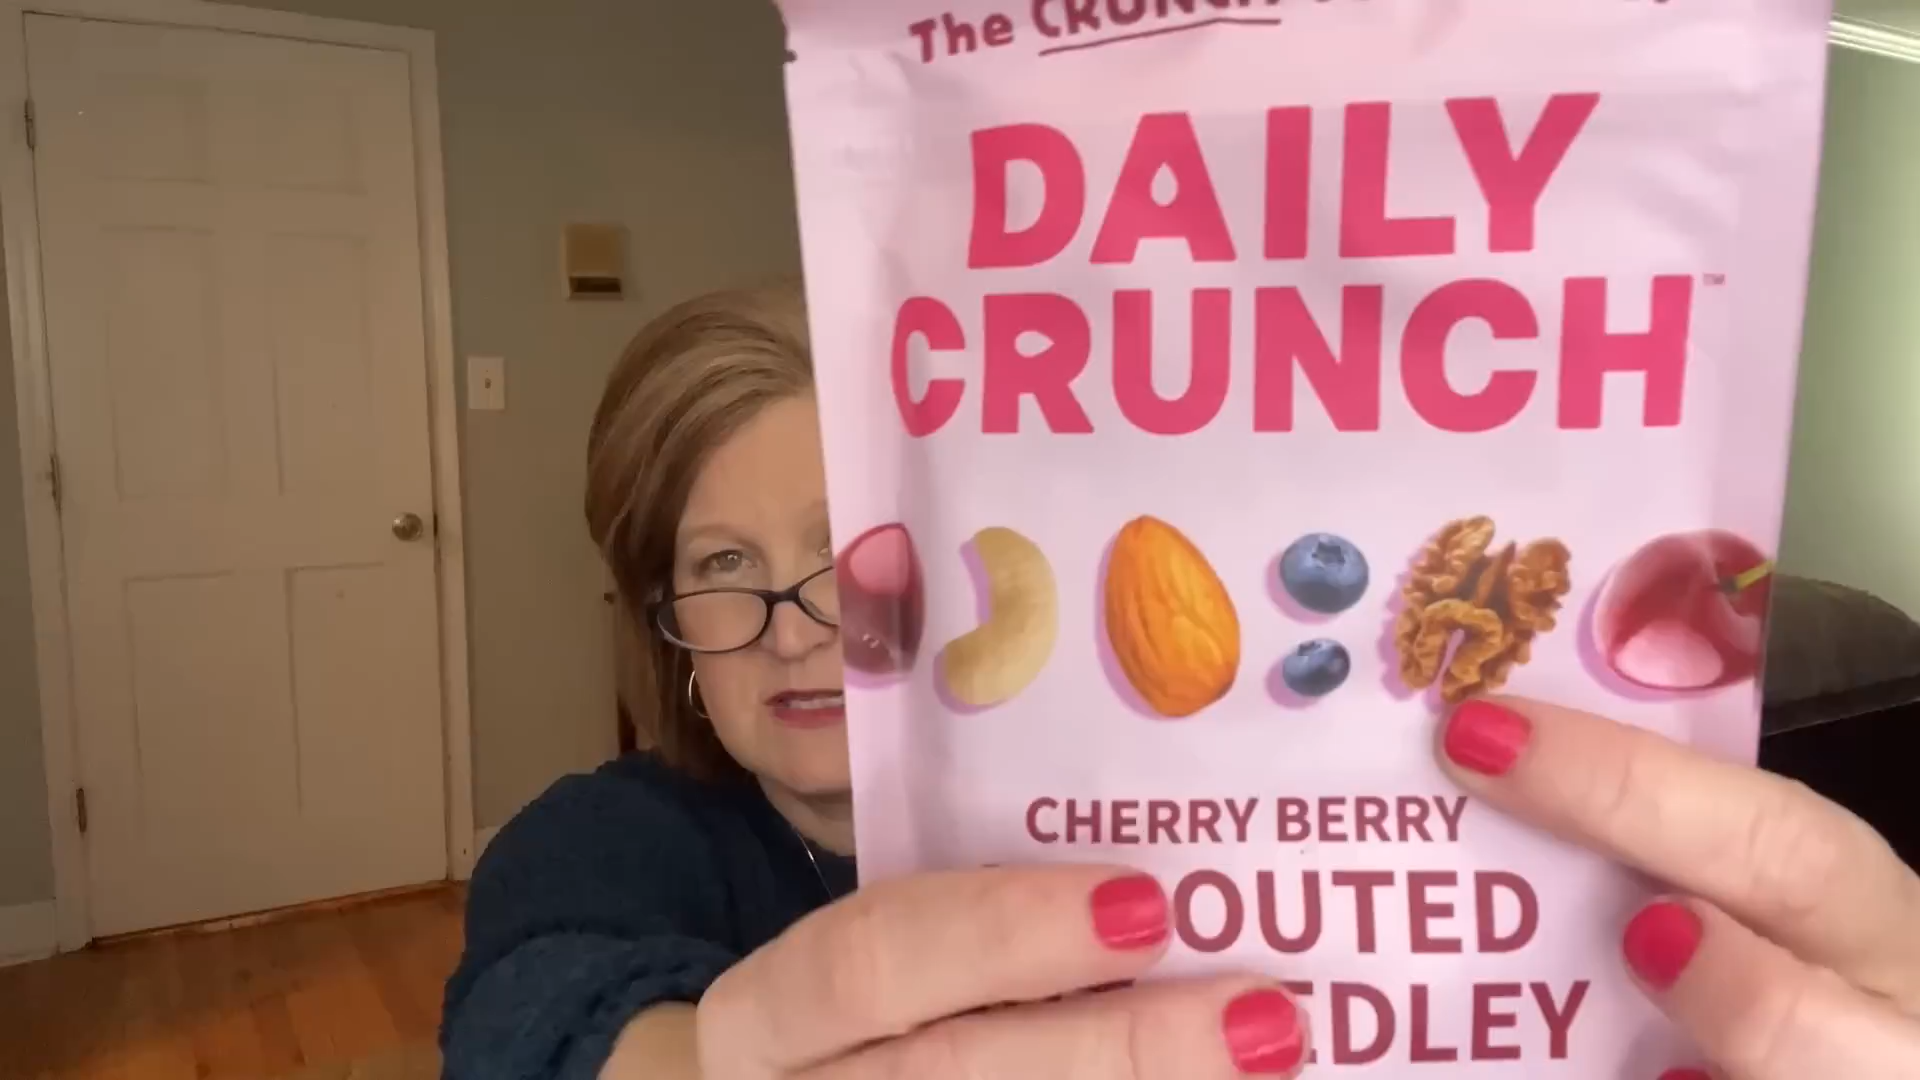 The CRUNCH
DAILY
CRUNCH™
CHERRY BERRY
OUTED
EDLEY